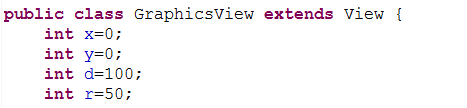 public class GraphicsView extends View {
    int x=0;
    int y=0;
    int d=100;
    int r=50;